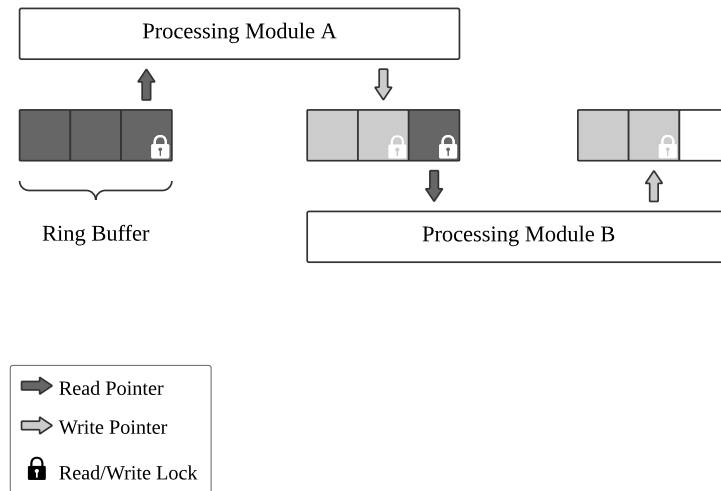 Processing Module A
Ring Buffer
Processing Module B
Read Pointer
Write Pointer
Read/Write Lock